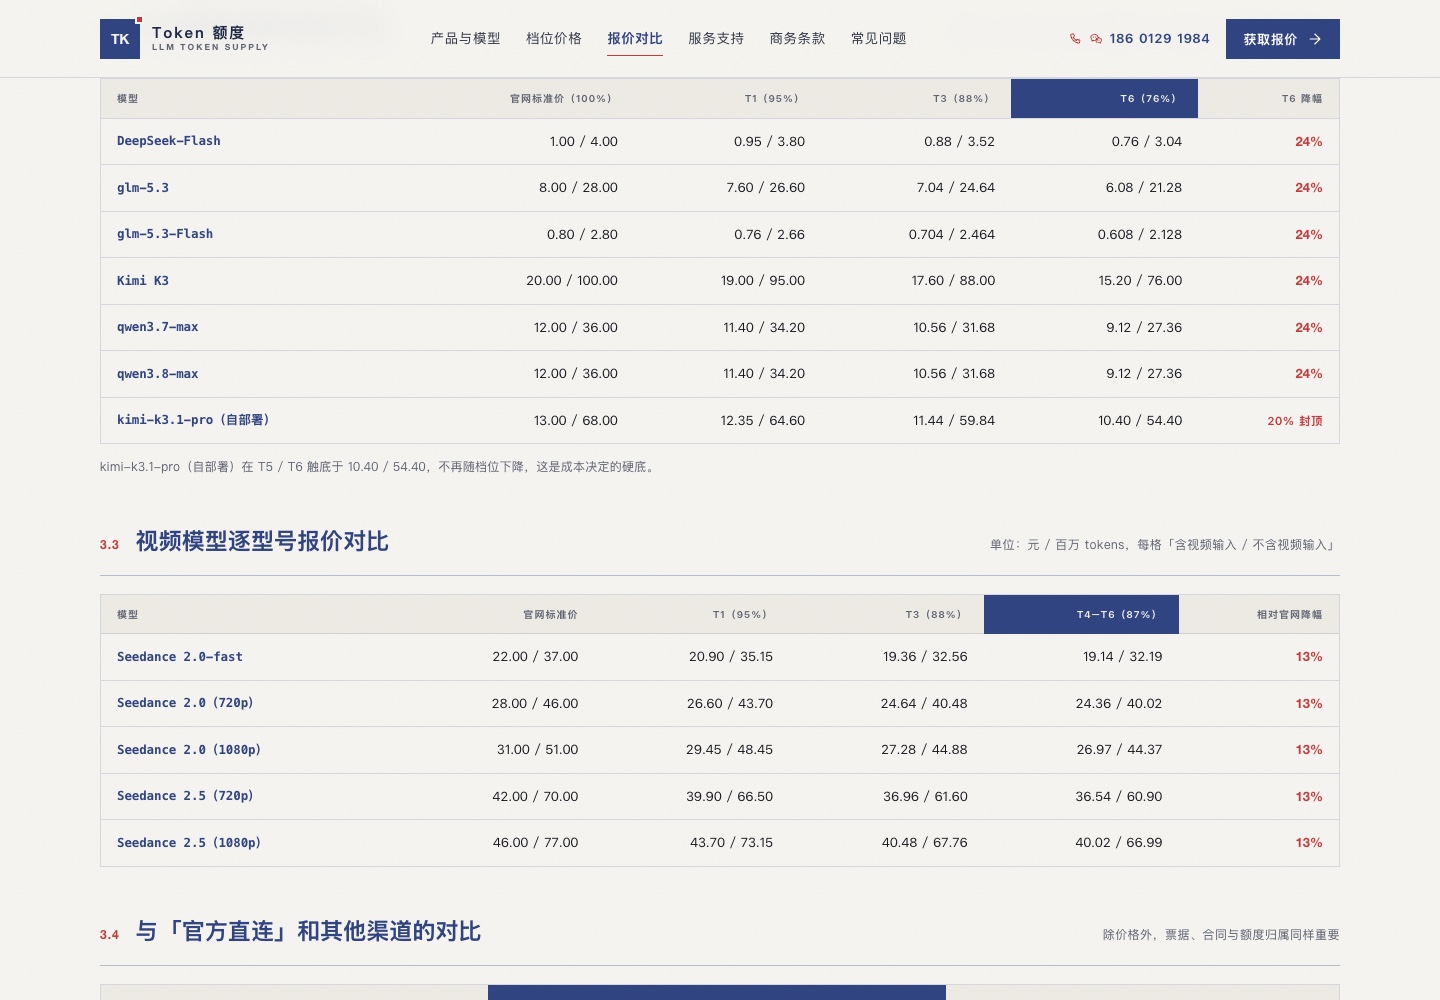 TK
Token 额度
LLM TOKEN SUPPLY
产品与模型 档位价格 报价对比 服务支持 商务条款 常见问题
186 0129 1984
获取报价 →
模型 官网标准价（100%） T1（95%） T3（88%） T6（76%） T6 降幅
DeepSeek-Flash 1.00 / 4.00 0.95 / 3.80 0.88 / 3.52 0.76 / 3.04 24%
glm-5.3 8.00 / 28.00 7.60 / 26.60 7.04 / 24.64 6.08 / 21.28 24%
glm-5.3-Flash 0.80 / 2.80 0.76 / 2.66 0.704 / 2.464 0.608 / 2.128 24%
Kimi K3 20.00 / 100.00 19.00 / 95.00 17.60 / 88.00 15.20 / 76.00 24%
qwen3.7-max 12.00 / 36.00 11.40 / 34.20 10.56 / 31.68 9.12 / 27.36 24%
qwen3.8-max 12.00 / 36.00 11.40 / 34.20 10.56 / 31.68 9.12 / 27.36 24%
kimi-k3.1-pro（自部署） 13.00 / 68.00 12.35 / 64.60 11.44 / 59.84 10.40 / 54.40 20% 封顶
kimi-k3.1-pro（自部署）在 T5 / T6 触底于 10.40 / 54.40，不再随档位下降，这是成本决定的硬底。
3.3 视频模型逐型号报价对比 单位：元 / 百万 tokens，每格「含视频输入 / 不含视频输入」
模型 官网标准价 T1（95%） T3（88%） T4—T6（87%） 相对官网降幅
Seedance 2.0-fast 22.00 / 37.00 20.90 / 35.15 19.36 / 32.56 19.14 / 32.19 13%
Seedance 2.0（720p） 28.00 / 46.00 26.60 / 43.70 24.64 / 40.48 24.36 / 40.02 13%
Seedance 2.0（1080p） 31.00 / 51.00 29.45 / 48.45 27.28 / 44.88 26.97 / 44.37 13%
Seedance 2.5（720p） 42.00 / 70.00 39.90 / 66.50 36.96 / 61.60 36.54 / 60.90 13%
Seedance 2.5（1080p） 46.00 / 77.00 43.70 / 73.15 40.48 / 67.76 40.02 / 66.99 13%
3.4 与「官方直连」和其他渠道的对比 除价格外，票据、合同与额度归属同样重要